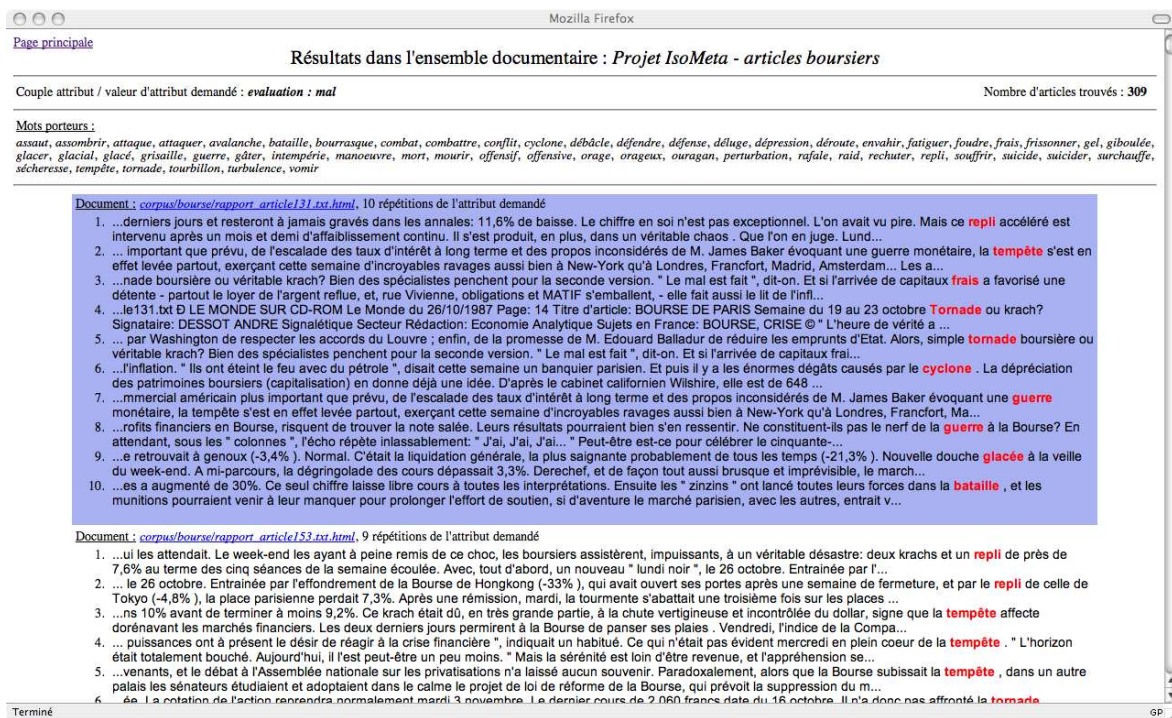 Mozilla Firefox
Page principale
Résultats dans l'ensemble documentaire : Projet IsoMeta - articles boursiers
Couple attribut / valeur d'attribut demandé : evaluation : mal
Nombre d'articles trouvés : 309
Mots porteurs :
assaut, assombrir, attaque, attaquer, avalanche, bataille, bourrasque, combat, combattre, conflit, cyclone, débâcle, défendre, défense, déluge, dépression, déroute, envahir, fatiguer, foudre, frais, frissonner, gel, giboulée,
glacer, glacial, glacé, grisaille, guerre, gâter, intempérie, manoeuvre, mort, mourir, offensif, offensive, orage, orageux, ouragan, perturbation, rafale, raid, rechuter, repli, souffrir, suicide, suicider, surchauffe,
sécheresse, tempête, tornade, tourbillon, turbulence, vomir
Document : corpus/bourse/rapport_article131.txt.html, 10 répétitions de l'attribut demandé
1. ...derniers jours et resteront à jamais gravés dans les annales: 11,6% de baisse. Le chiffre en soi n'est pas exceptionnel. L'on avait vu pire. Mais ce repli accéléré est
intervenu après un mois et demi d'affaiblissement continu. Il s'est produit, en plus, dans un véritable chaos . Que l'on en juge. Lund...
2. ... important que prévu, de l'escalade des taux d'intérêt à long terme et des propos inconsidérés de M. James Baker évoquant une guerre monétaire, la tempête s'est en
effet levée partout, exerçant cette semaine d'incroyables ravages aussi bien à New-York qu'à Londres, Francfort, Madrid, Amsterdam... Les a...
3. ...nade boursière ou véritable krach? Bien des spécialistes penchent pour la seconde version. " Le mal est fait ", dit-on. Et si l'arrivée de capitaux frais a favorisé une
détente - partout le loyer de l'argent reflue, et, rue Vivienne, obligations et MATIF s'emballent, - elle fait aussi le lit de l'infl...
4. ...le131.txt Ð LE MONDE SUR CD-ROM Le Monde du 26/10/1987 Page: 14 Titre d'article: BOURSE DE PARIS Semaine du 19 au 23 octobre Tornade ou krach?
Signataire: DESSOT ANDRE Signalétique Secteur Rédaction: Economie Analytique Sujets en France: BOURSE, CRISE © " L'heure de vérité a ...
5. ... par Washington de respecter les accords du Louvre ; enfin, de la promesse de M. Edouard Balladur de réduire les emprunts d'Etat. Alors, simple tornade boursière ou
véritable krach? Bien des spécialistes penchent pour la seconde version. " Le mal est fait ", dit-on. Et si l'arrivée de capitaux frai...
6. ...l'inflation. " Ils ont éteint le feu avec du pétrole ", disait cette semaine un banquier parisien. Et puis il y a les énormes dégâts causés par le cyclone . La dépréciation
des patrimoines boursiers (capitalisation) en donne déjà une idée. D'après le cabinet californien Wilshire, elle est de 648 ...
7. ...mmercial américain plus important que prévu, de l'escalade des taux d'intérêt à long terme et des propos inconsidérés de M. James Baker évoquant une guerre
monétaire, la tempête s'est en effet levée partout, exerçant cette semaine d'incroyables ravages aussi bien à New-York qu'à Londres, Francfort, Ma...
8. ...rofits financiers en Bourse, risquent de trouver la note salée. Leurs résultats pourraient bien s'en ressentir. Ne constituent-ils pas le nerf de la guerre à la Bourse? En
attendant, sous les " colonnes ", l'écho répète inlassablement: " J'ai, J'ai, J'ai... " Peut-être est-ce pour célébrer le cinquante-...
9. ...e retrouvait à genoux (-3,4% ). Normal. C'était la liquidation générale, la plus saignante probablement de tous les temps (-21,3% ). Nouvelle douche glacée à la veille
du week-end. A mi-parcours, la dégringolade des cours dépassait 3,3%. Derechef, et de façon tout aussi brusque et imprévisible, le march...
10. ...es a augmenté de 30%. Ce seul chiffre laisse libre cours à toutes les interprétations. Ensuite les " zinzins " ont lancé toutes leurs forces dans la bataille , et les
munitions pourraient venir à leur manquer pour prolonger l'effort de soutien, si d'aventure le marché parisien, avec les autres, entrait v...
Document : corpus/bourse/rapport_article153.txt.html, 9 répétitions de l'attribut demandé
1. ...ui les attendait. Le week-end les ayant à peine remis de ce choc, les boursiers assistèrent, impuissants, à un véritable désastre: deux krachs et un repli de près de
7,6% au terme des cinq séances de la semaine écoulée. Avec, tout d'abord, un nouveau " lundi noir ", le 26 octobre. Entrainée par l'...
2. ... le 26 octobre. Entrainée par l'effondrement de la Bourse de Hongkong (-33% ), qui avait ouvert ses portes après une semaine de fermeture, et par le repli de celle de
Tokyo (-4,8% ), la place parisienne perdait 7,3%. Après une rémission, mardi, la tourmente s'abattait une troisième fois sur les places ...
3. ...ns 10% avant de terminer à moins 9,2%. Ce krach était dû, en très grande partie, à la chute vertigineuse et incontrôlée du dollar, signe que la tempête affecte
dorénavant les marchés financiers. Les deux derniers jours permirent à la Bourse de panser ses plaies . Vendredi, l'indice de la Compa...
4. ... puissances ont à présent le désir de réagir à la crise financière ", indiquait un habitué. Ce qui n'était pas évident mercredi en plein coeur de la tempête . " L'horizon
était totalement bouché. Aujourd'hui, il l'est peut-être un peu moins. " Mais la sérénité est loin d'être revenue, et l'appréhension se...
5. ...venants, et le débat à l'Assemblée nationale sur les privatisations n'a laissé aucun souvenir. Paradoxalement, alors que la Bourse subissait la tempête , dans un autre
palais les sénateurs étudiaient et adoptaient dans le calme le projet de loi de réforme de la Bourse, qui prévoit la suppression du m...
6. ...ée. La cotation de l'action reprendra normalement mardi 3 novembre. Le dernier cours de 2 060 francs date du 16 octobre. Il n'a donc pas affronté la tornade
Terminé
GP